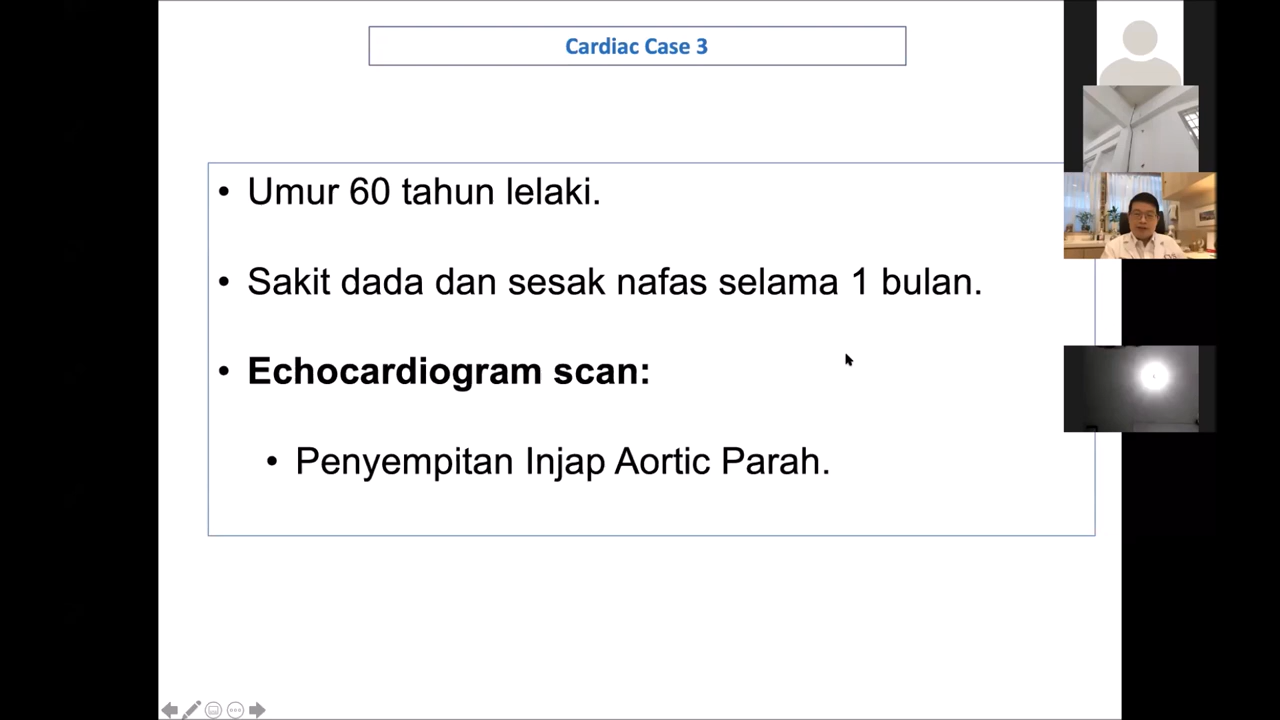 Cardiac Case 3
• Umur 60 tahun lelaki.
• Sakit dada dan sesak nafas selama 1 bulan.
• Echocardiogram scan:
• Penyempitan Injap Aortic Parah.